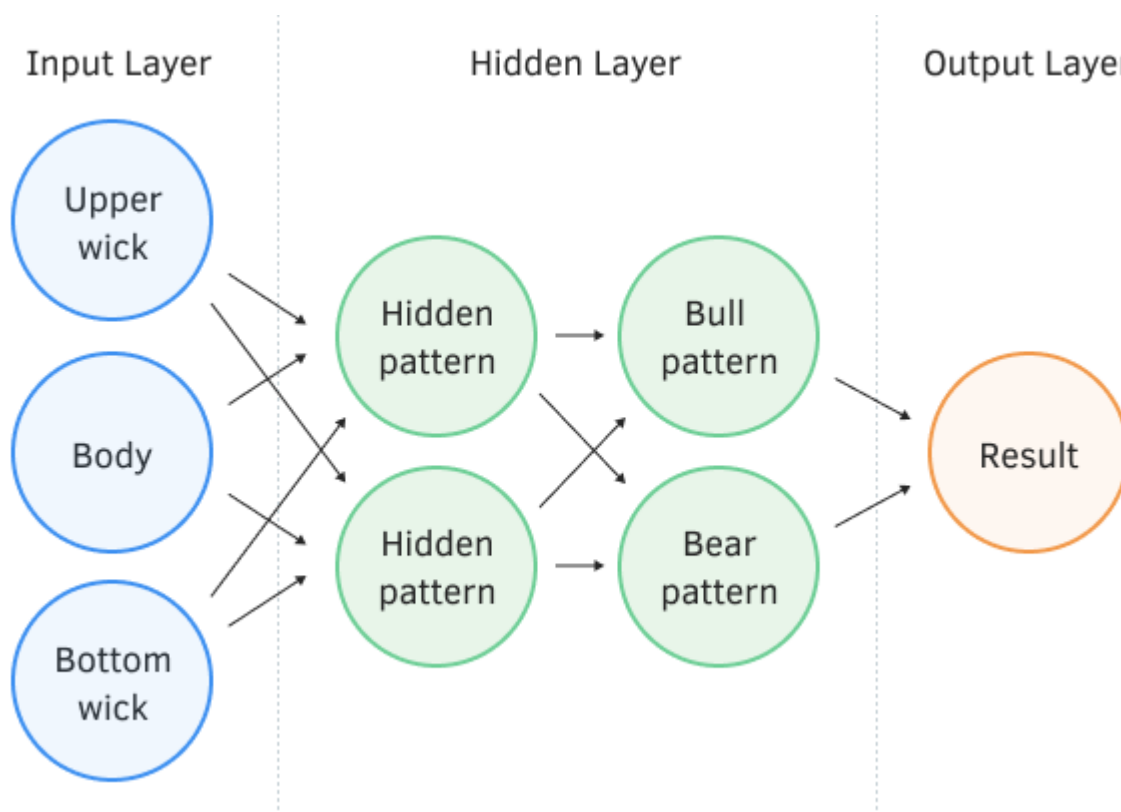 Input Layer
Hidden Layer
Output Laye
Upper
wick
Body
Bottom
wick
Hidden
pattern
Hidden
pattern
Bull
pattern
Bear
pattern
Result